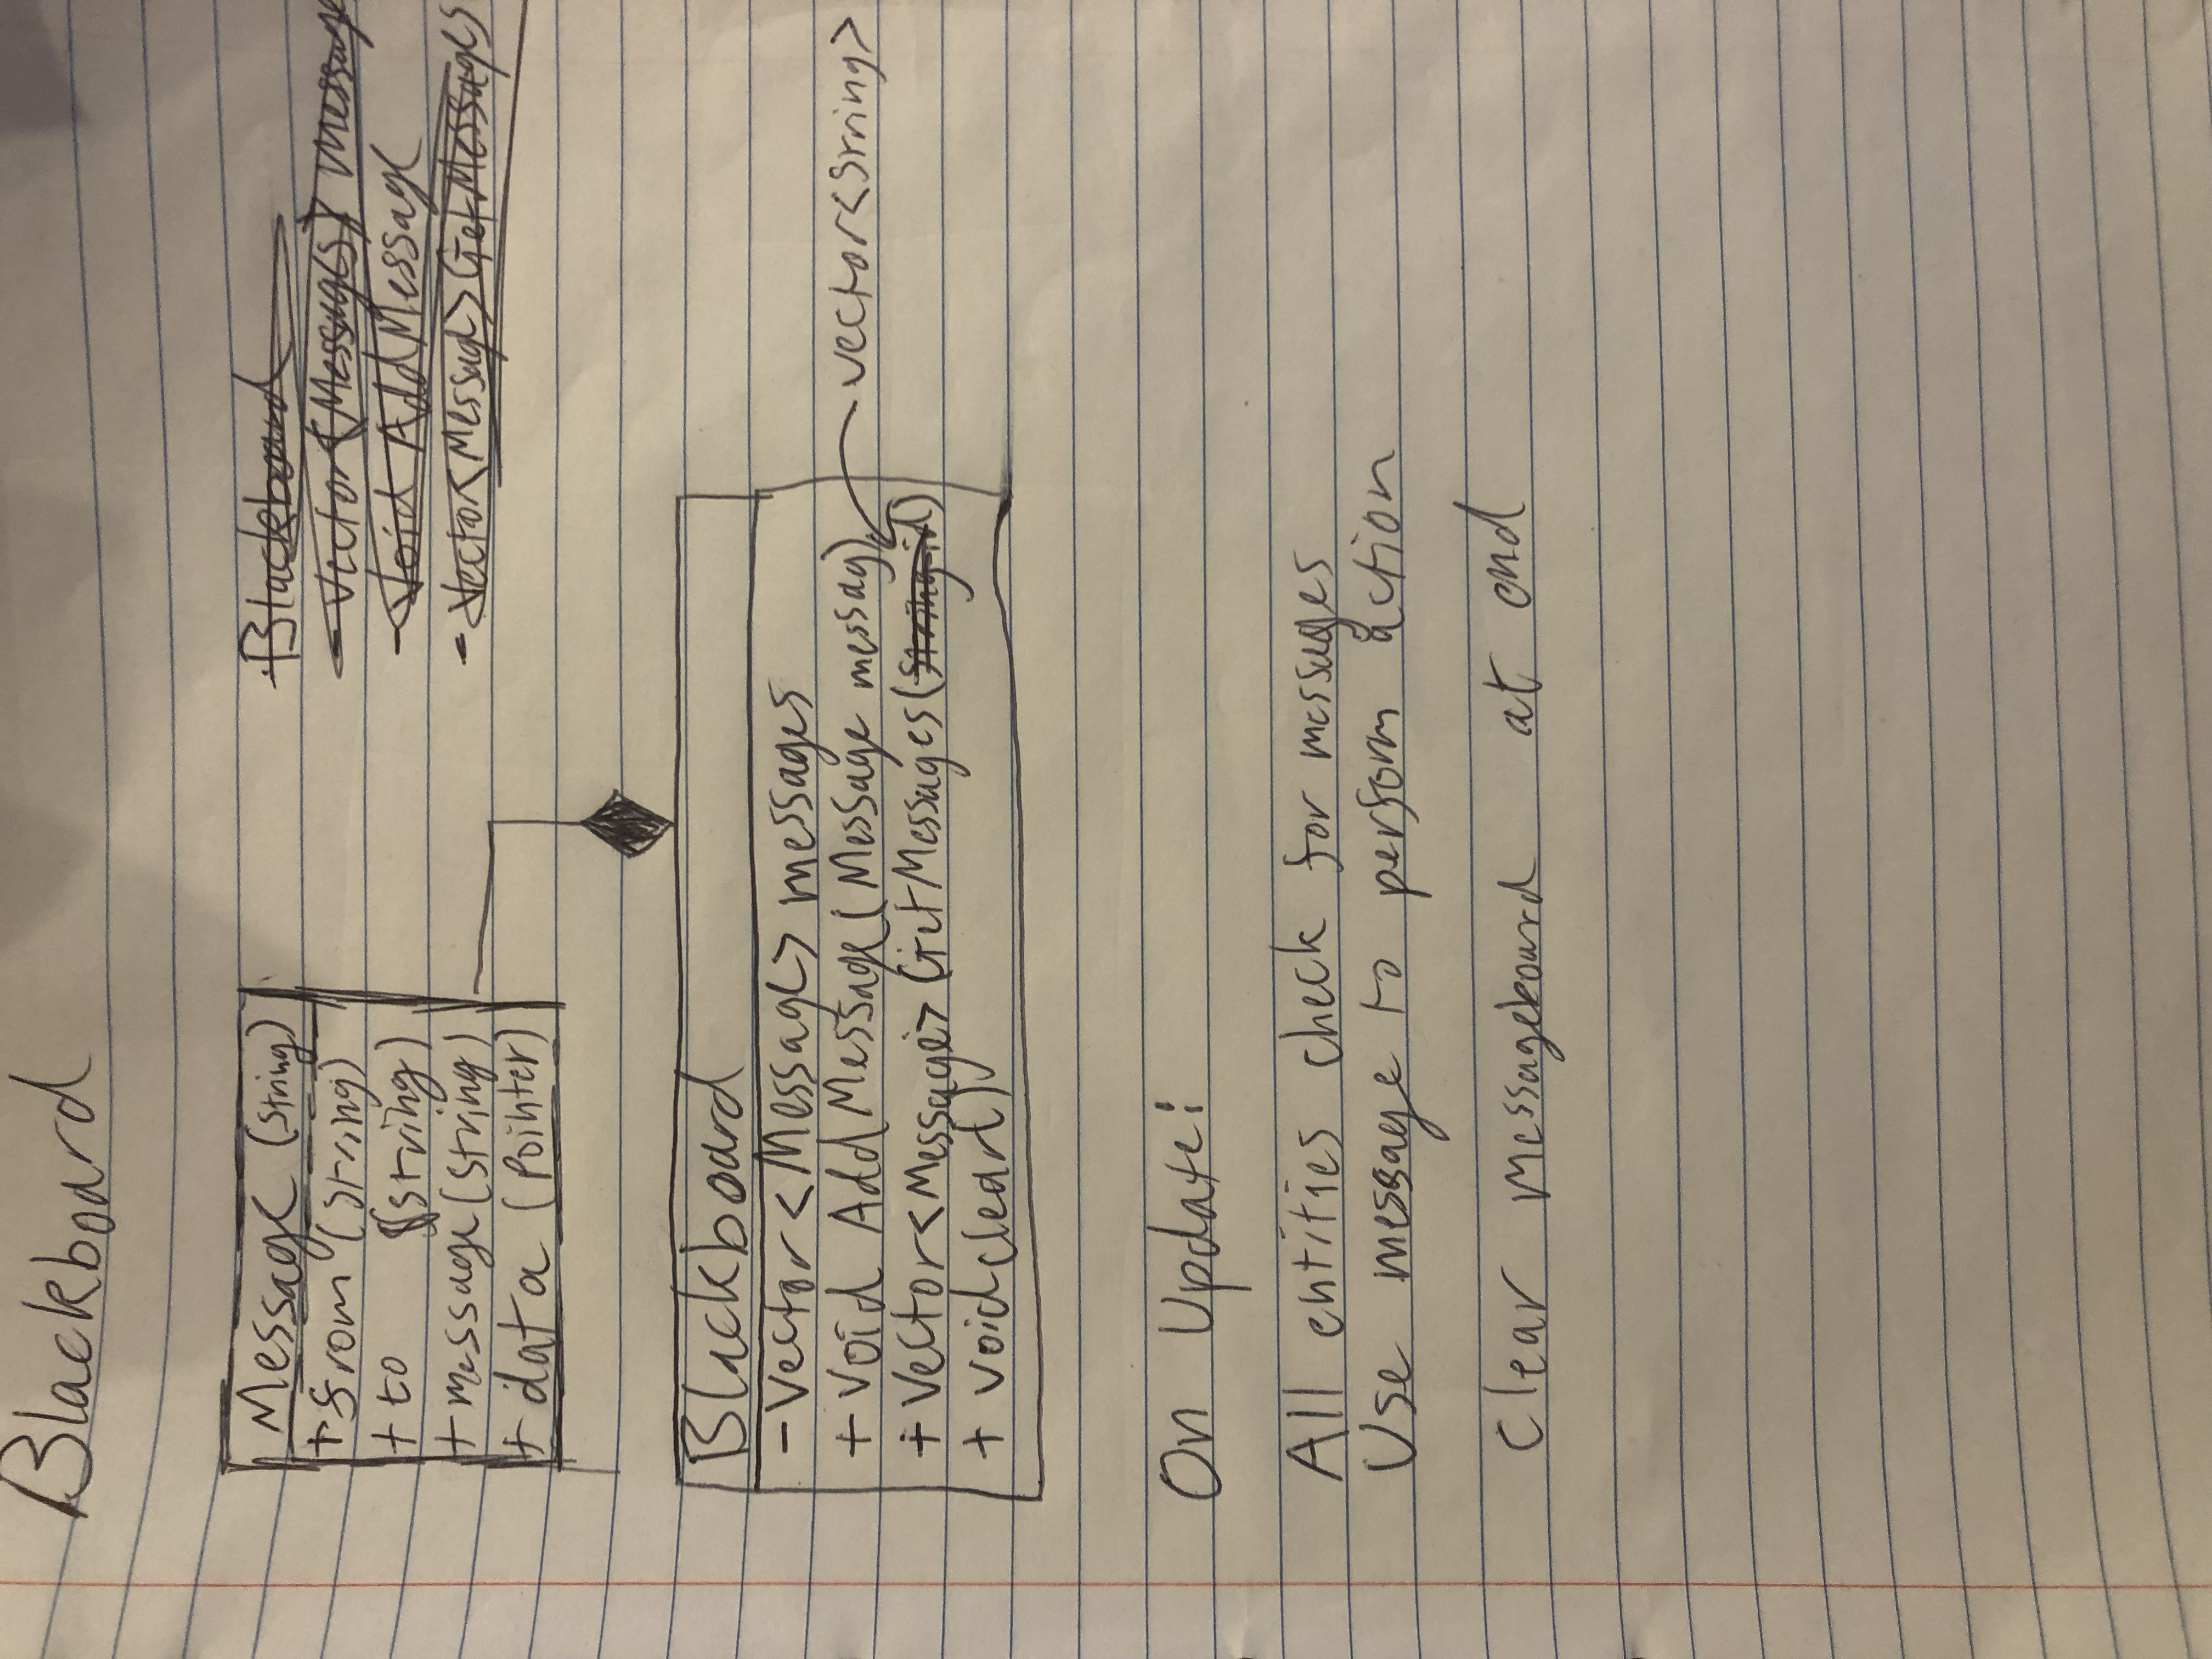 Blackboard
Message (string)
+ from (string)
+ to (string)
+ message (string)
+ data (pointer)
Blackboard
- Vector<Messages> message
- Void AddMessage
- Vector<Message> GetMessages
Blackboard
- Vector<Message> messages
+ Void AddMessage(Message messag)
+ Vector<Message> GetMessages(string id)
vector<string>
+ void clear()
On Update:
All entities check for messages
Use message to perform action
Clear messageboard at end